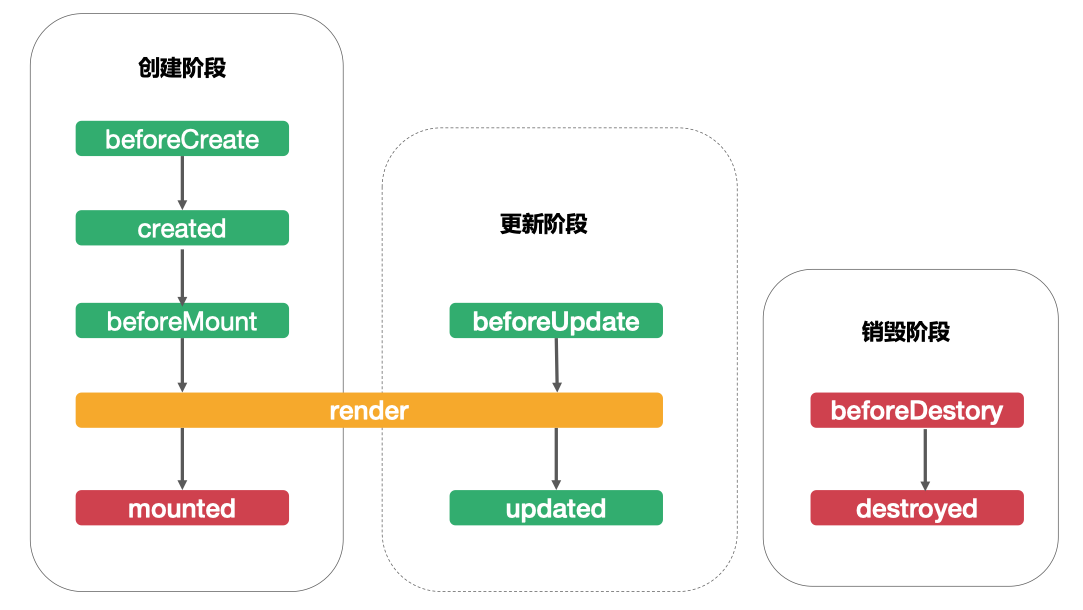 创建阶段
beforeCreate
created
beforeMount
更新阶段
beforeUpdate
render
mounted
updated
销毁阶段
beforeDestory
destroyed